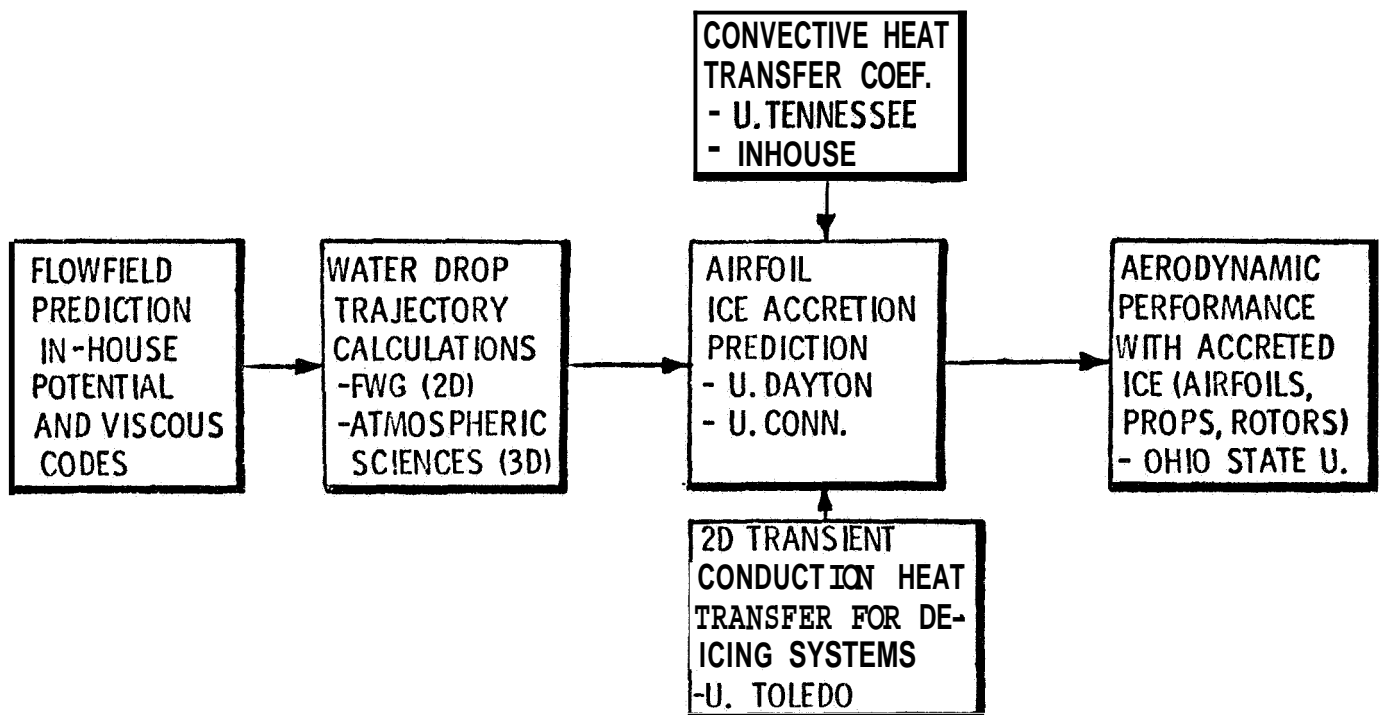 CONVECTIVE HEAT
TRANSFER COEF.
- U. TENNESSEE
- INHOUSE
FLOWFIELD
PREDICTION
IN-HOUSE
POTENTIAL
AND VISCOUS
CODES
WATER DROP
TRAJECTORY
CALCULATIONS
-FWG (2D)
-ATMOSPHERIC
SCIENCES (3D)
AIRFOIL
ICE ACCRETION
PREDICTION
- U. DAYTON
- U. CONN.
AERODYNAMIC
PERFORMANCE
WITH ACCRETED
ICE (AIRFOILS,
PROPS, ROTORS)
- OHIO STATE U.
2D TRANSIENT
CONDUCTION HEAT
TRANSFER FOR DE-
ICING SYSTEMS
-U. TOLEDO